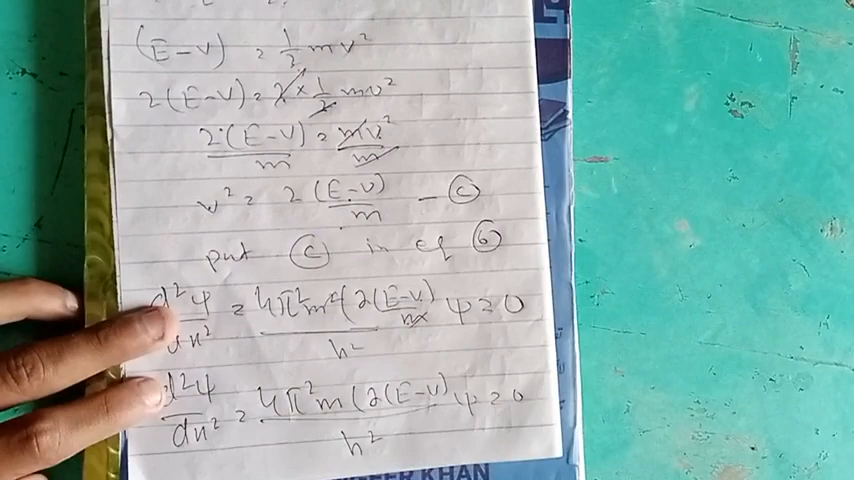 (E-V) = 1/2 mv²
2(E-V) = 2 × 1/2 mv²
2·(E-V)/m = mv²/m
v² = 2 (E-V)/m - (c)
put (c) in eq (6)
d²ψ/dx² = 4π²m²(2(E-V)/m ψ = 0 / h²
d²ψ/dx² = 4π²m(2(E-V) ψ = 0 / h²
KHAN